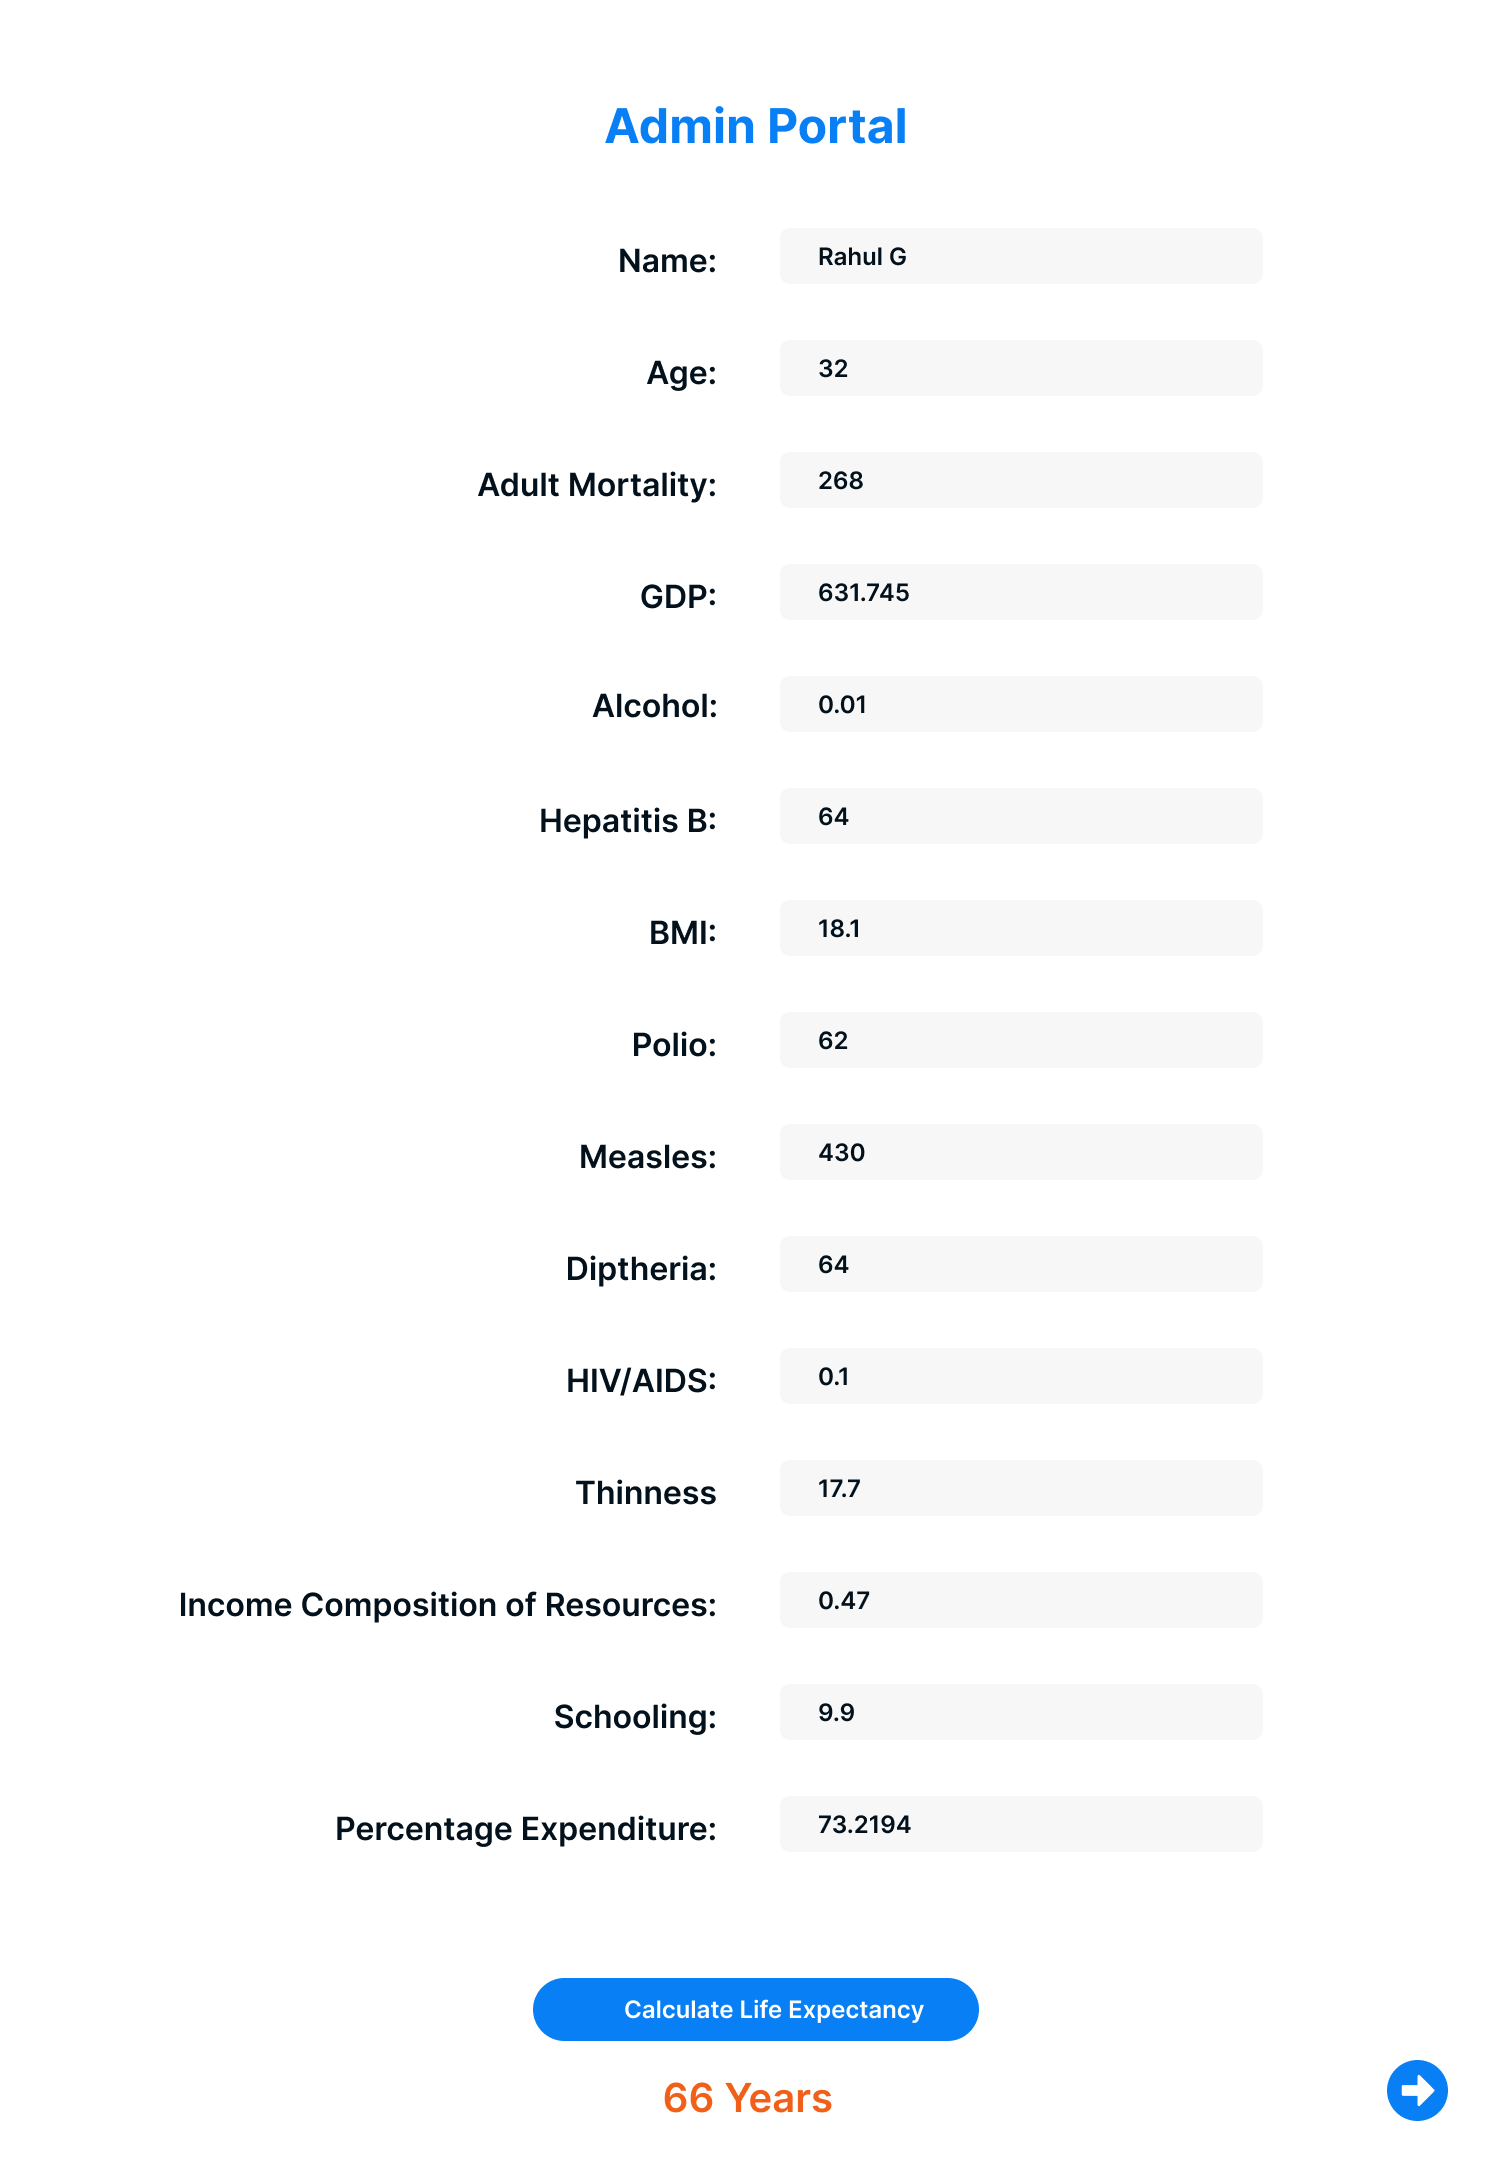 Admin Portal
Name: Rahul G
Age: 32
Adult Mortality: 268
GDP: 631.745
Alcohol: 0.01
Hepatitis B: 64
BMI: 18.1
Polio: 62
Measles: 430
Diptheria: 64
HIV/AIDS: 0.1
Thinness 17.7
Income Composition of Resources: 0.47
Schooling: 9.9
Percentage Expenditure: 73.2194
Calculate Life Expectancy
66 Years